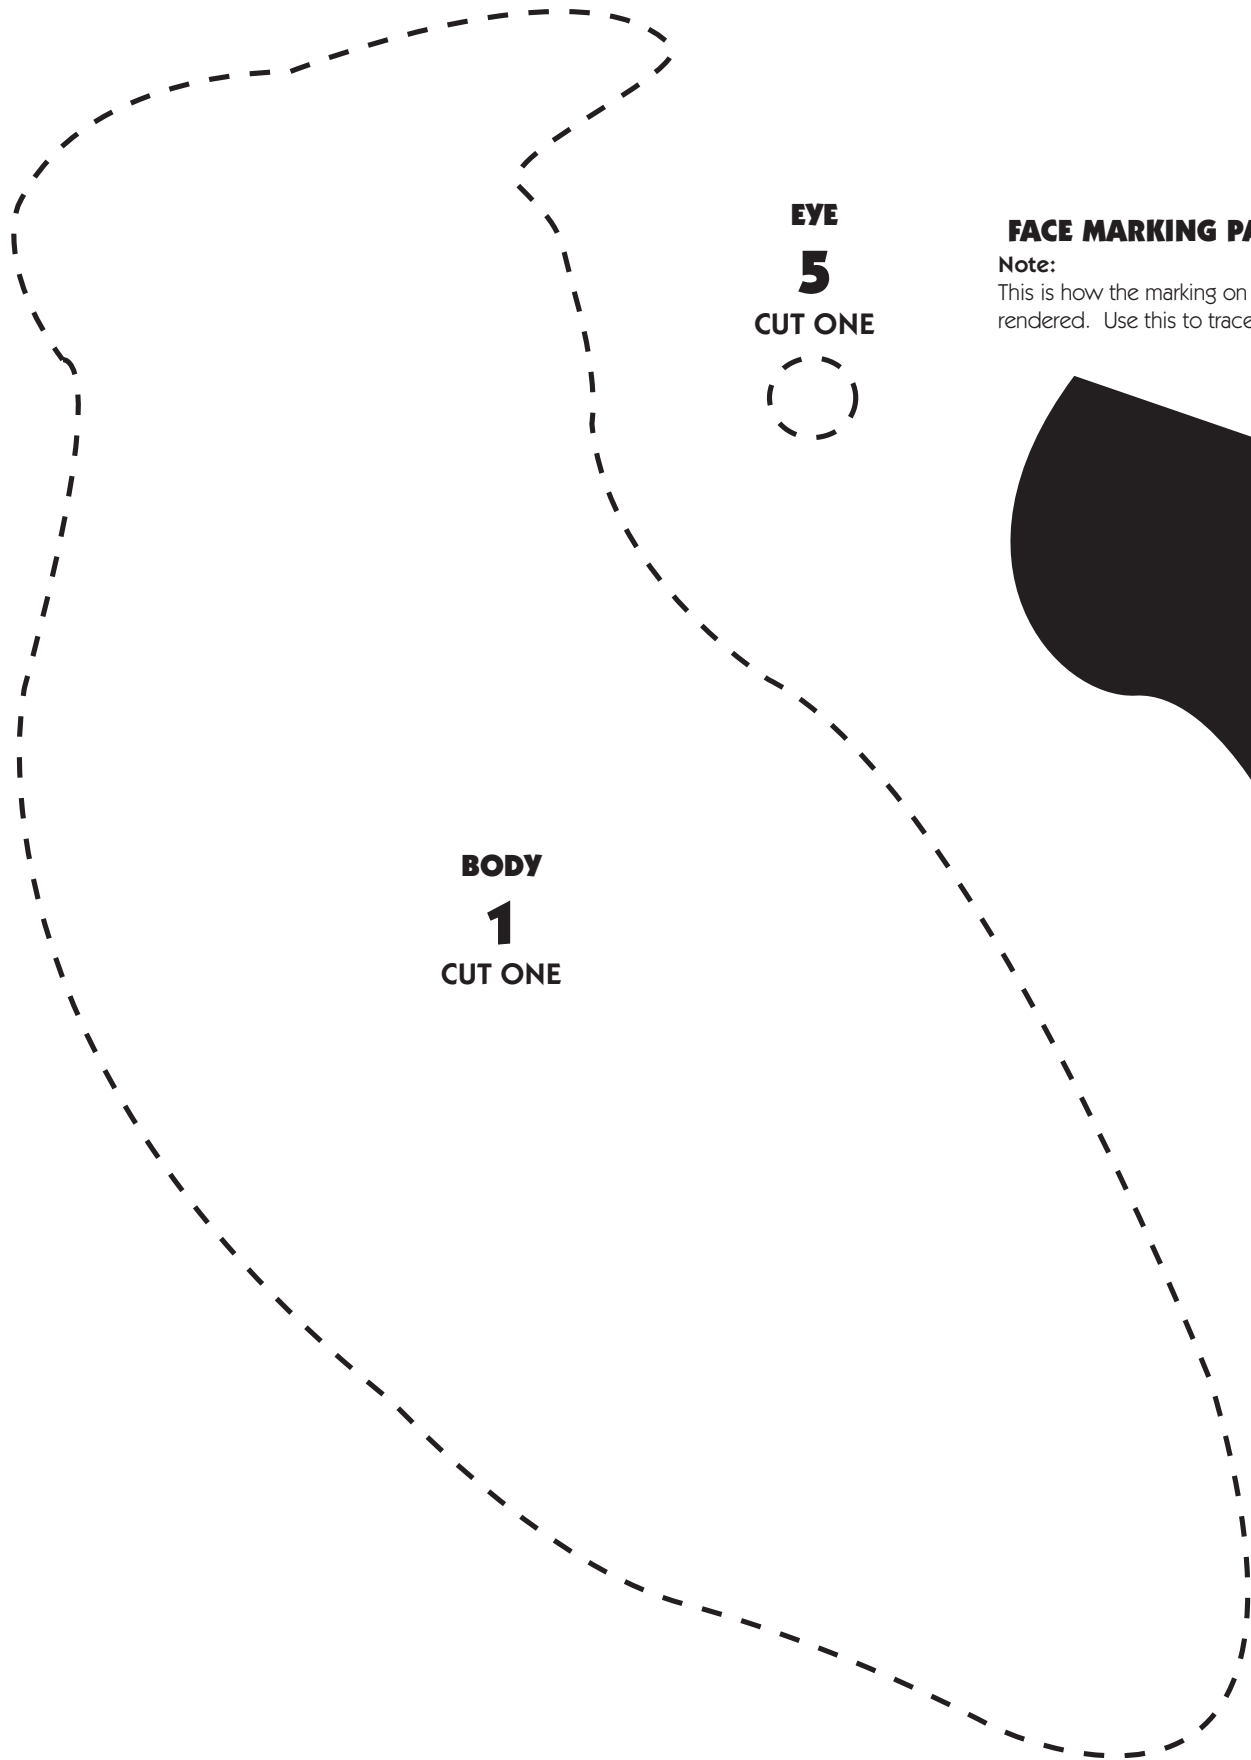 EYE
5
CUT ONE
FACE MARKING
Note:
This is how the marking on
rendered. Use this to trace
BODY
1
CUT ONE